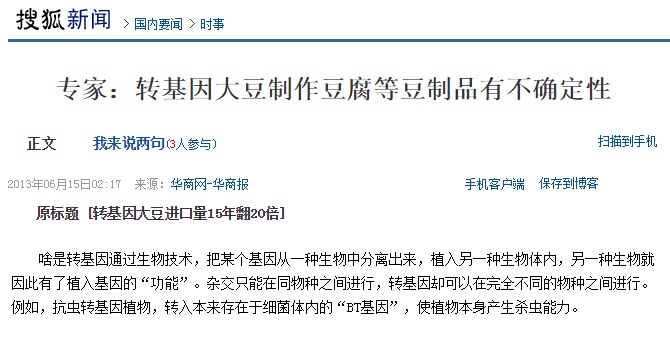 搜狐新闻 > 国内要闻 > 时事
专家：转基因大豆制作豆腐等豆制品有不确定性
正文 我来说两句(3人参与) 扫描到手机
2013年06月15日02:17 来源：华商网-华商报 手机客户端 保存到博客
原标题 [转基因大豆进口量15年翻20倍]
啥是转基因通过生物技术，把某个基因从一种生物中分离出来，植入另一种生物体内，另一种生物就
因此有了植入基因的“功能”。杂交只能在同物种之间进行，转基因却可以在完全不同的物种之间进行。
例如，抗虫转基因植物，转入本来存在于细菌体内的“BT基因”，使植物本身产生杀虫能力。